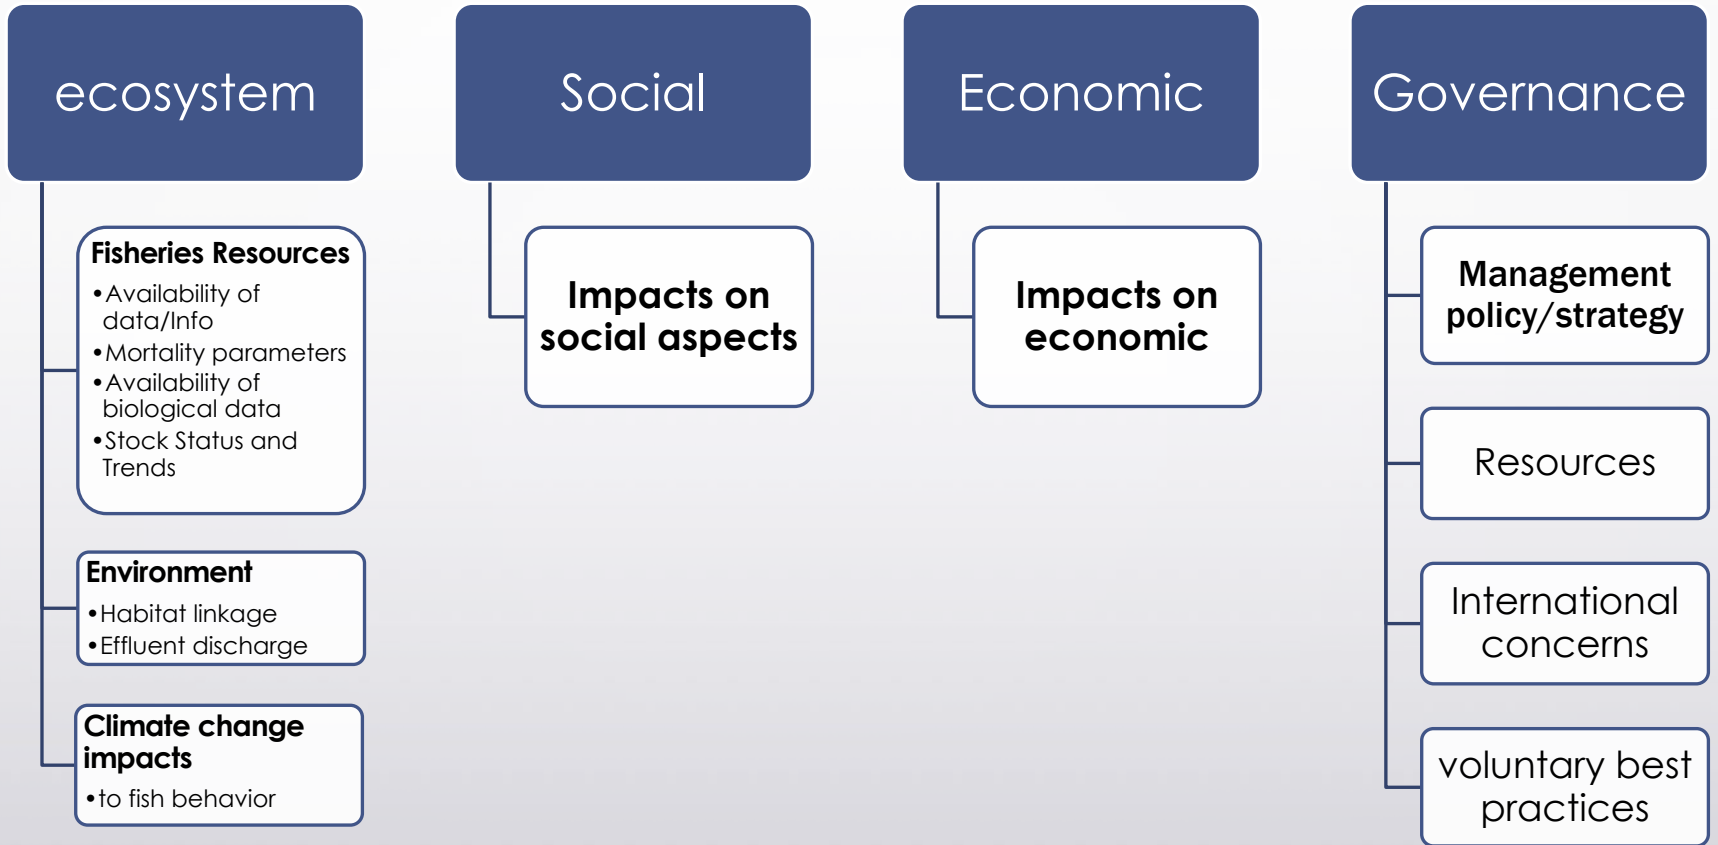 ecosystem
Fisheries Resources
•Availability of
data/Info
•Mortality parameters
•Availability of
biological data
•Stock Status and
Trends
Environment
•Habitat linkage
•Effluent discharge
Climate change
impacts
•to fish behavior
Social
Impacts on
social aspects
Economic
Impacts on
economic
Governance
Management
policy/strategy
Resources
International
concerns
voluntary best
practices